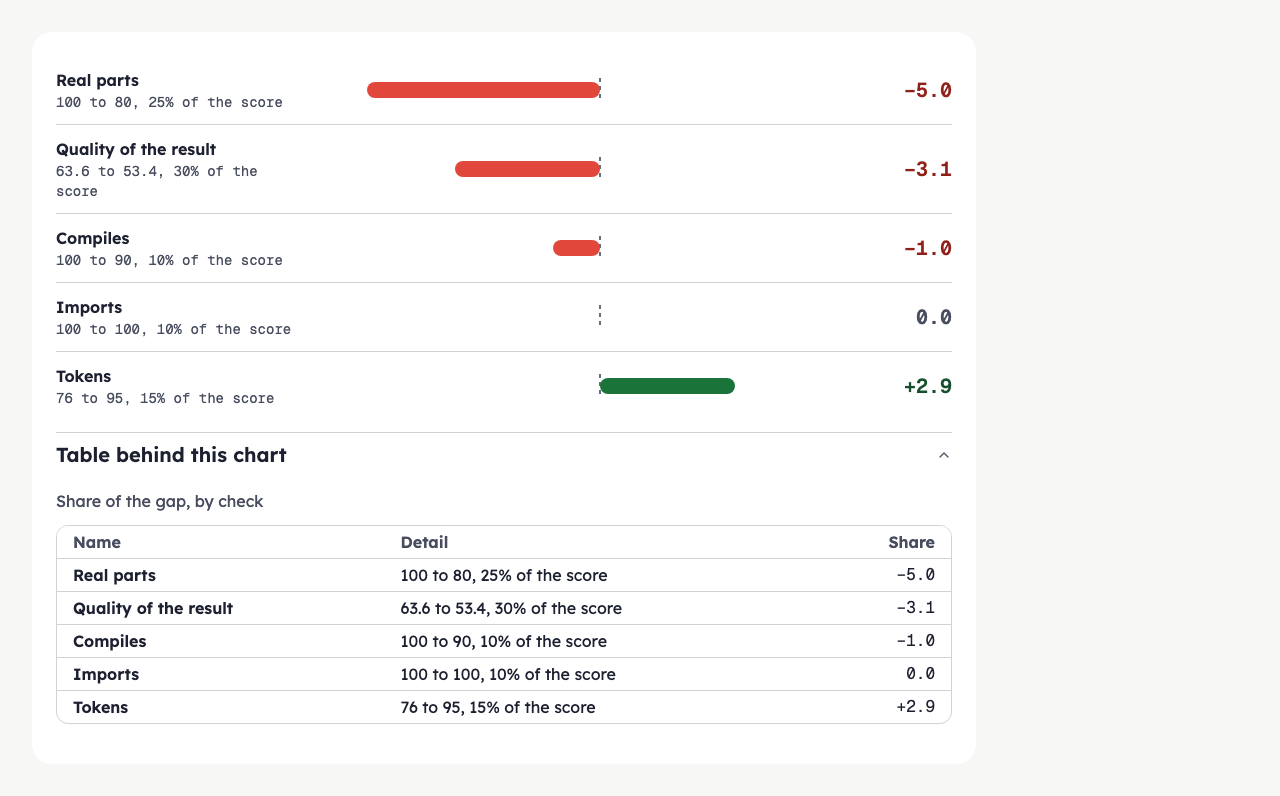 Real parts
100 to 80, 25% of the score
−5.0
Quality of the result
63.6 to 53.4, 30% of the
score
−3.1
Compiles
100 to 90, 10% of the score
−1.0
Imports
100 to 100, 10% of the score
0.0
Tokens
76 to 95, 15% of the score
+2.9
Table behind this chart
Share of the gap, by check
Name Detail Share
Real parts 100 to 80, 25% of the score −5.0
Quality of the result 63.6 to 53.4, 30% of the score −3.1
Compiles 100 to 90, 10% of the score −1.0
Imports 100 to 100, 10% of the score 0.0
Tokens 76 to 95, 15% of the score +2.9